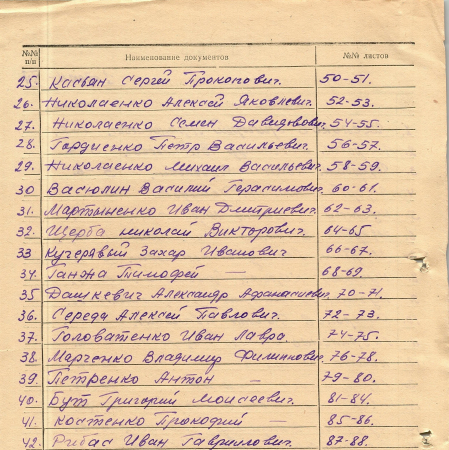 №№ п/п Наименование документов №№ листов
25. Касьян Сергей Прокопович. 50-51.
26. Николаенко Алексей Яковлевич. 52-53.
27. Николаенко Семен Давидович. 54-55.
28. Гордиенко Петр Васильевич. 56-57.
29. Николаенко Михаил Васильевич. 58-59.
30 Васюлин Василий Герасимович. 60-61.
31. Мартыненко Иван Дмитриевич. 62-63.
32. Щерба Николай Викторович. 64-65
33 Кучерявый Захар Иванович 66-67.
34. Ганжа Тимофей — 68-69.
35 Дашкевич Александр Афанасиевич. 70-71.
36. Середа Алексей Павлович. 72-73.
37. Головатенко Иван Лавра. 74-75.
38. Марченко Владимир Филиппович. 76-78.
39. Петренко Антон — 79-80.
40. Бут Григорий Моисеевич. 81-84.
41. Костенко Прокофий — 85-86.
42. Рибас Иван Гаврилович. 87-88.